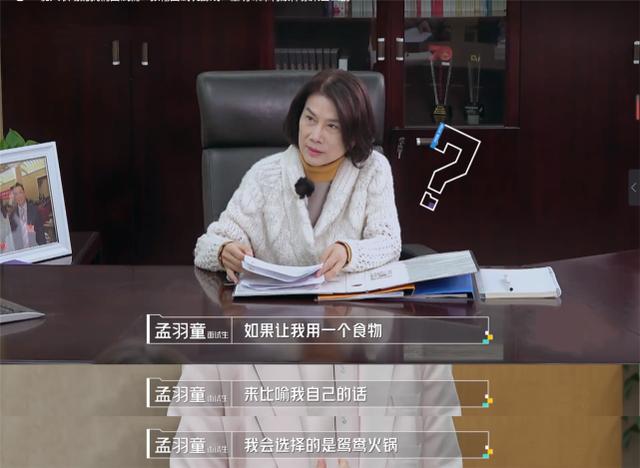 孟羽童 面试生 如果让我用一个食物
孟羽童 面试生 来比喻我自己的话
孟羽童 面试生 我会选择的是鸳鸯火锅